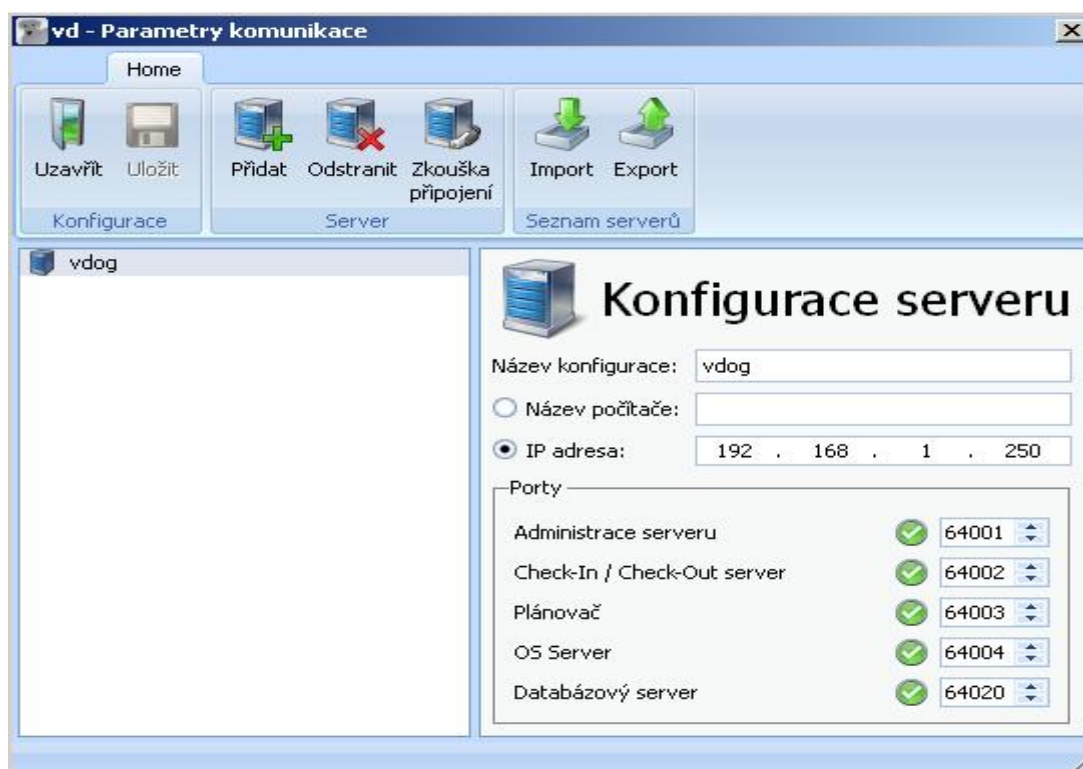 vd - Parametry komunikace
Home
Uzavřít
Uložit
Přidat
Odstranit
Zkouška
připojení
Import
Export
Konfigurace
Server
Seznam serverů
vdog
Konfigurace serveru
Název konfigurace: vdog
Název počítače:
IP adresa: 192 . 168 . 1 . 250
Porty
Administrace serveru 64001
Check-In / Check-Out server 64002
Plánovač 64003
OS Server 64004
Databázový server 64020